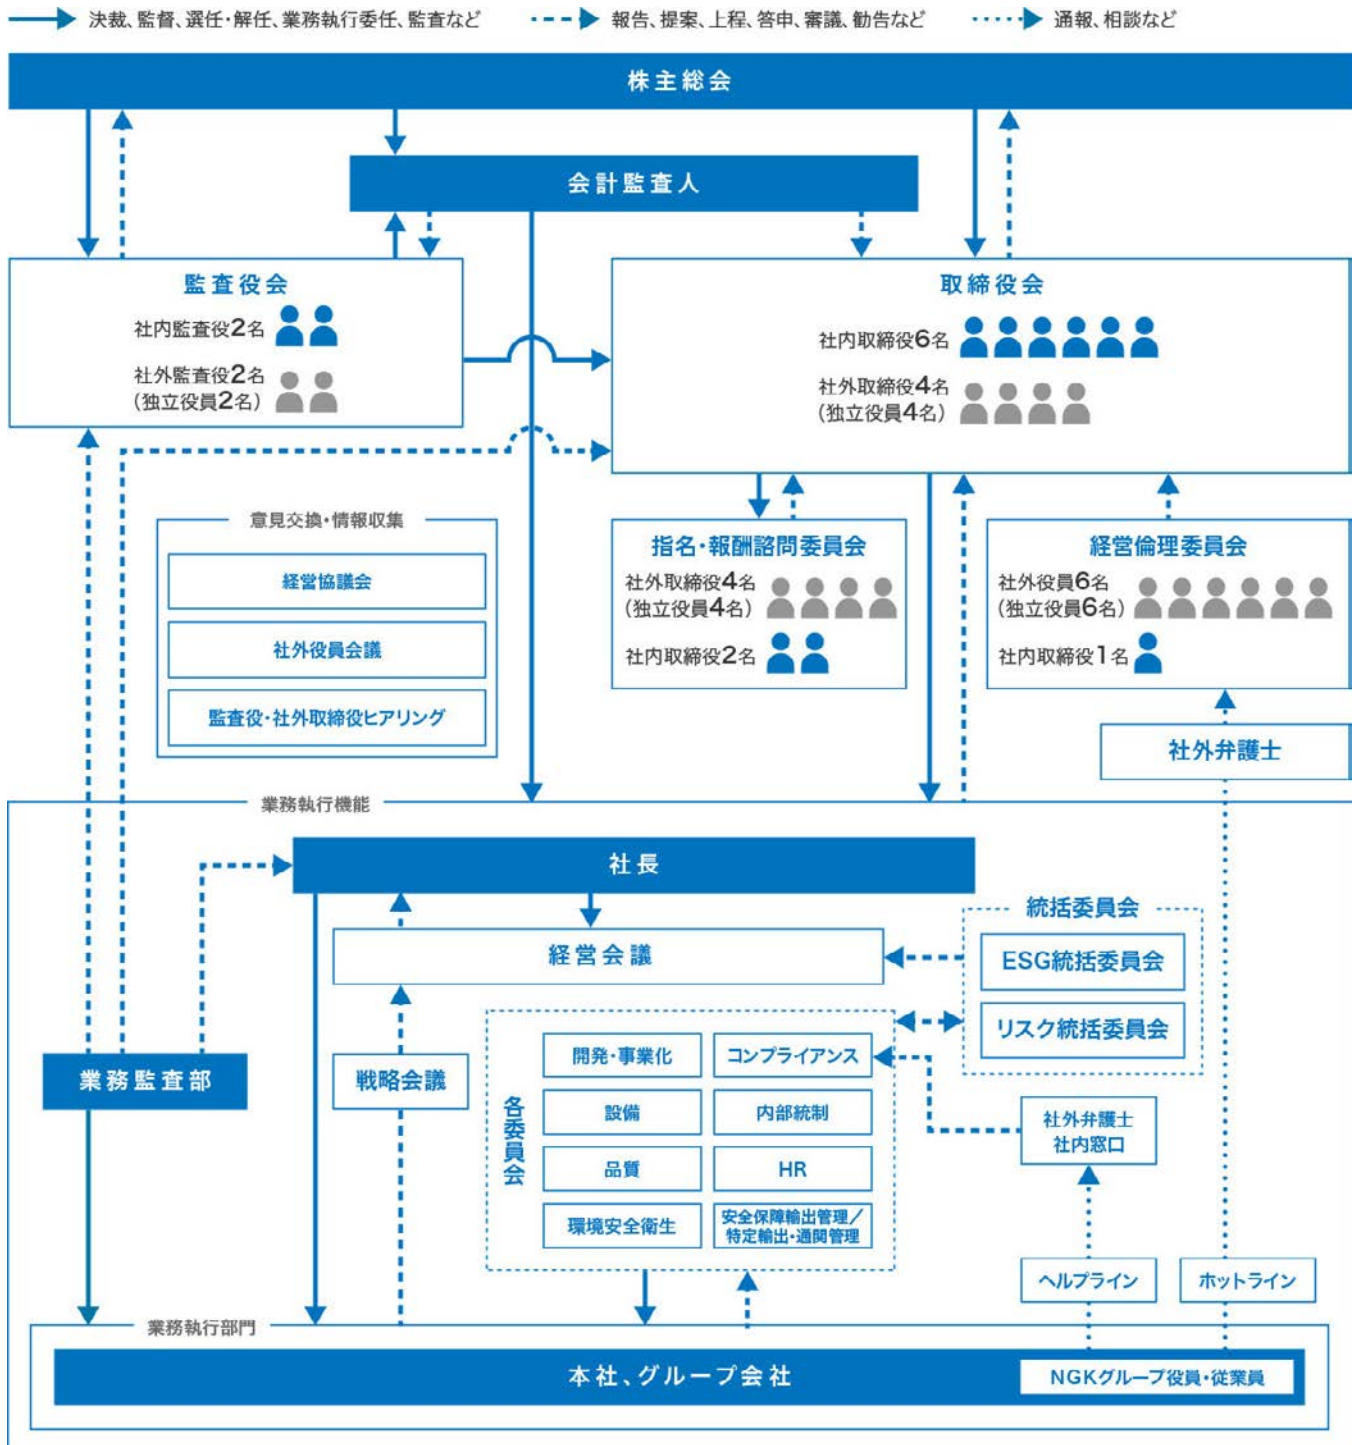 決裁、監督、選任・解任、業務執行委任、監査など
報告、提案、上程、答申、審議、勧告など
通報、相談など
株主総会
会計監査人
監査役会
社内監査役2名
社外監査役2名
(独立役員2名)
取締役会
社内取締役6名
社外取締役4名
(独立役員4名)
意見交換・情報収集
経営協議会
社外役員会議
監査役・社外取締役ヒアリング
指名・報酬諮問委員会
社外取締役4名
(独立役員4名)
社内取締役2名
経営倫理委員会
社外役員6名
(独立役員6名)
社内取締役1名
社外弁護士
業務執行機能
社長
経営会議
統括委員会
ESG統括委員会
リスク統括委員会
業務監査部
戦略会議
各委員会
開発・事業化
コンプライアンス
設備
内部統制
品質
HR
環境安全衛生
安全保障輸出管理／
特定輸出・通関管理
社外弁護士
社内窓口
ヘルプライン
ホットライン
業務執行部門
本社、グループ会社
NGKグループ役員・従業員